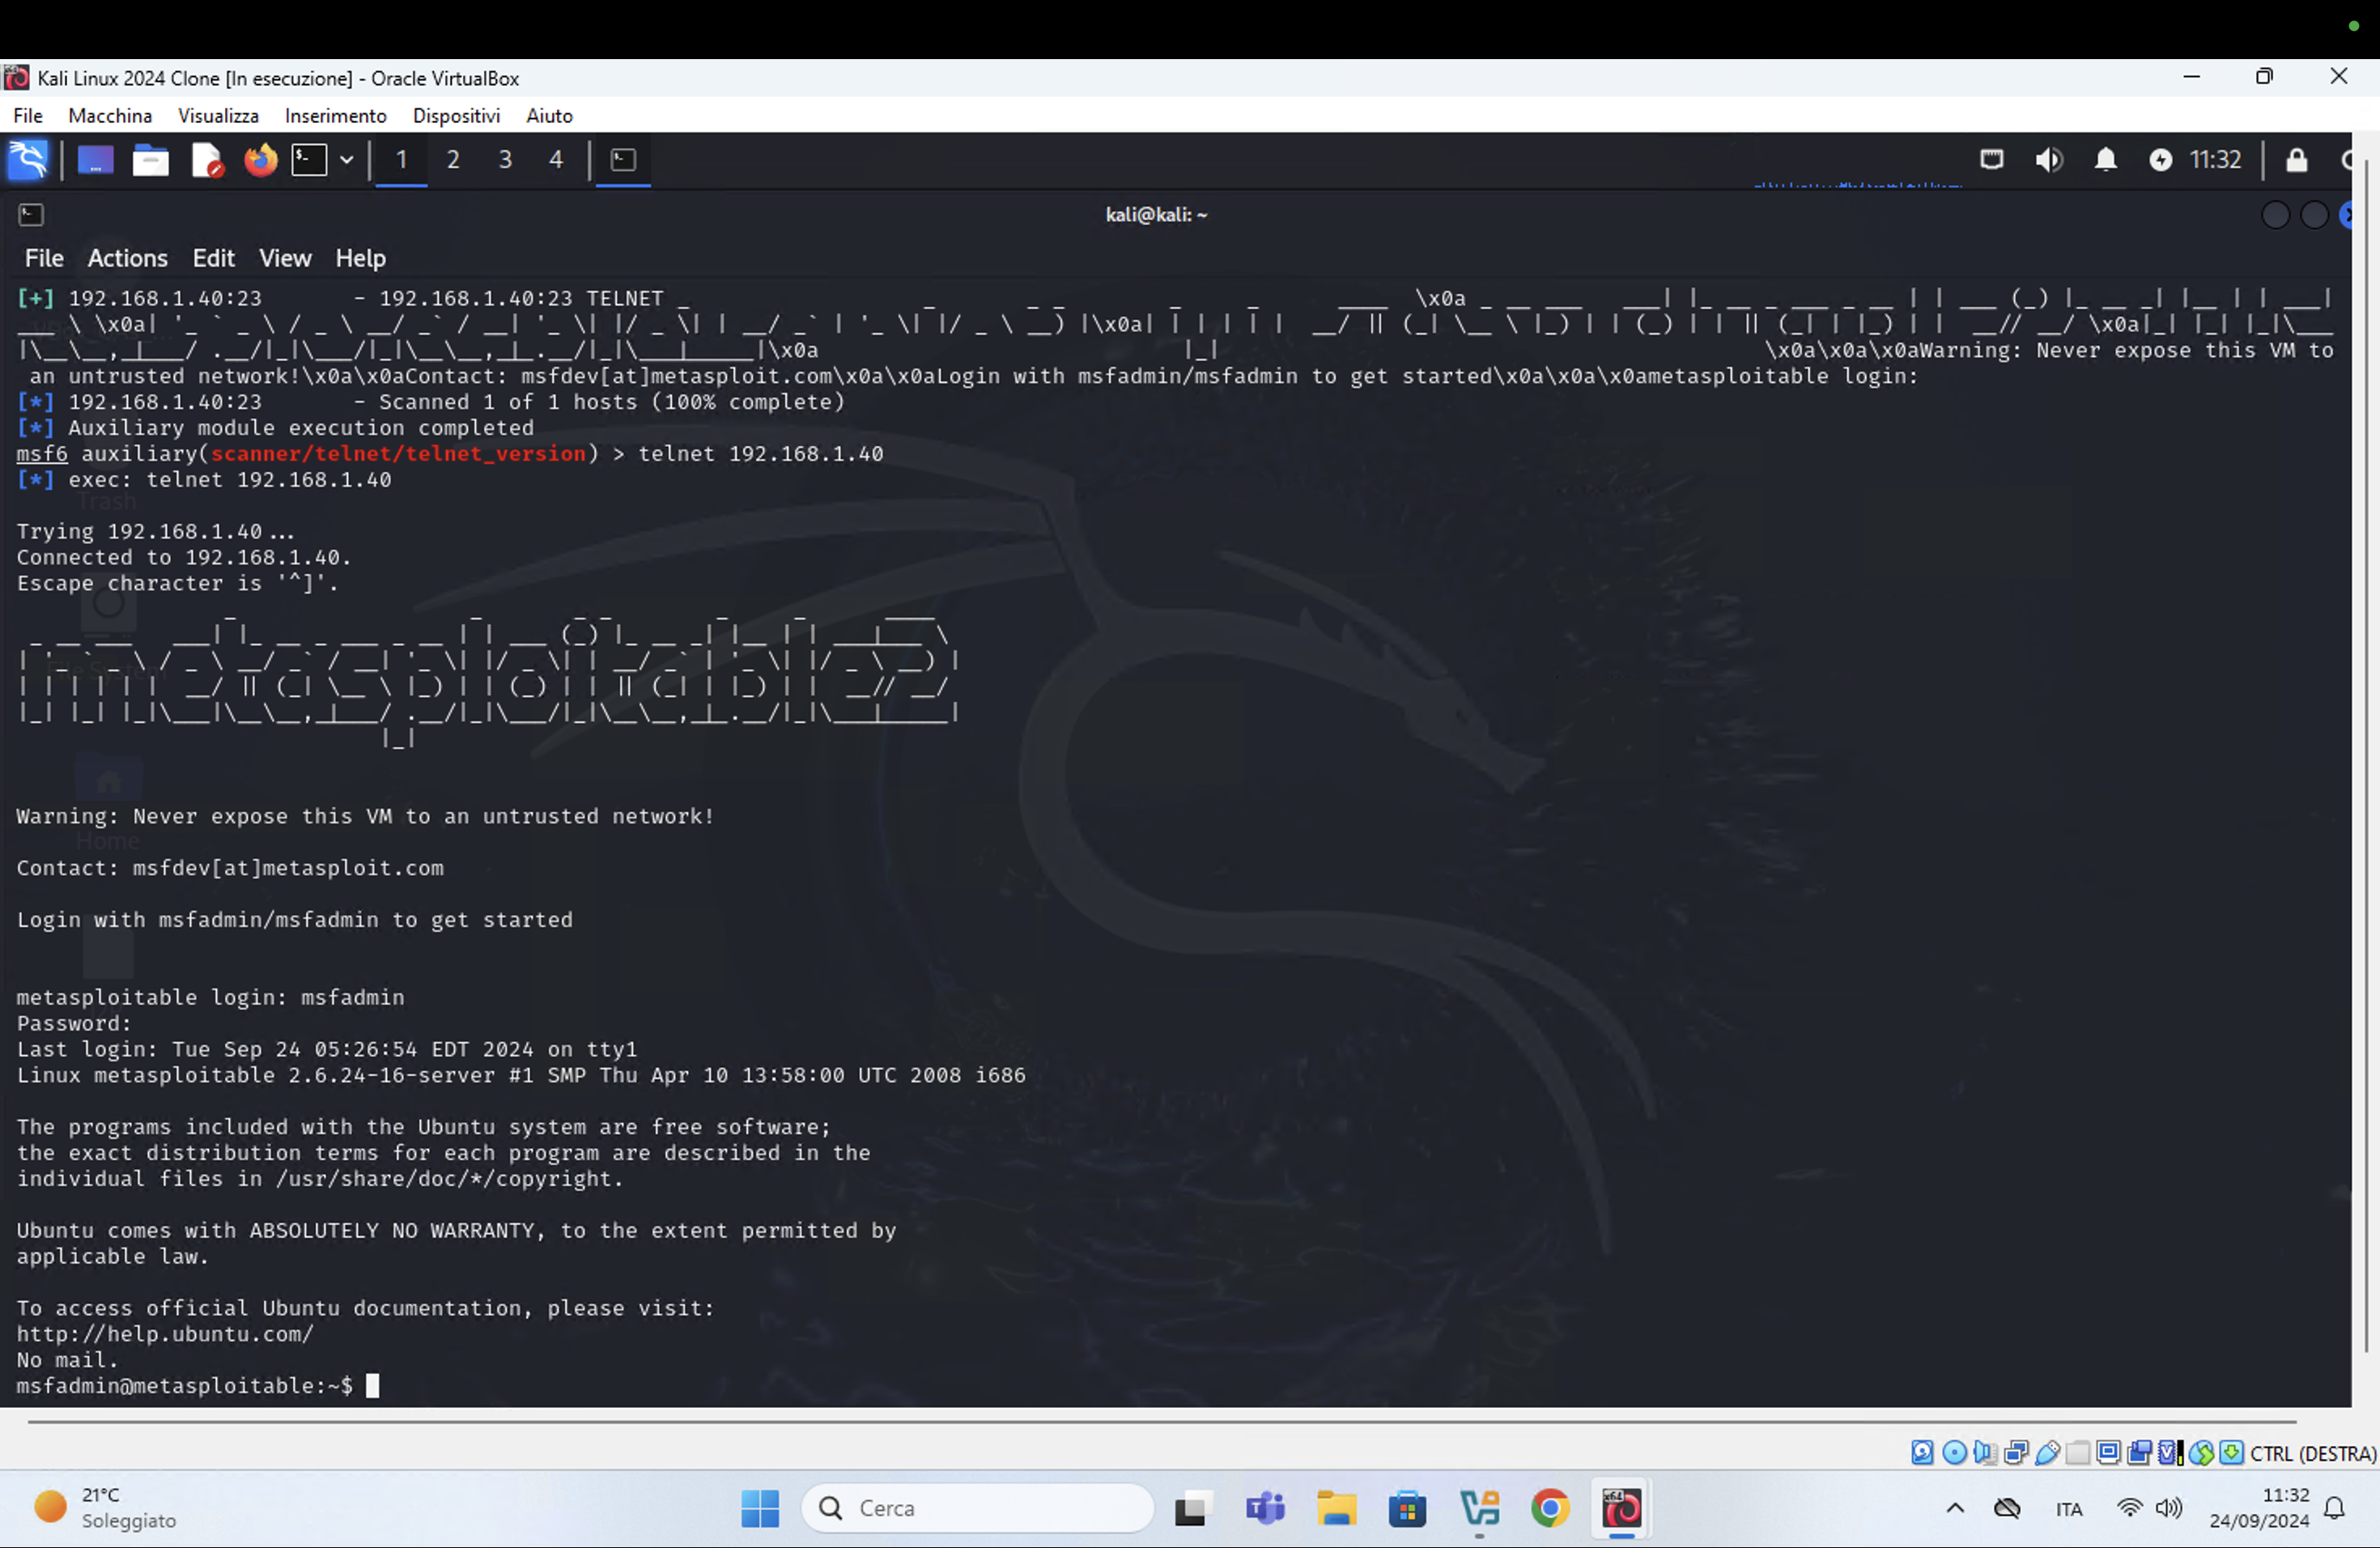 Kali Linux 2024 Clone [In esecuzione] - Oracle VirtualBox
File Macchina Visualizza Inserimento Dispositivi Aiuto
1 2 3 4 11:32
kali@kali: ~
File Actions Edit View Help
[+] 192.168.1.40:23 - 192.168.1.40:23 TELNET
\x0a\x0a\x0aWarning: Never expose this VM to
an untrusted network!\x0a\x0aContact: msfdev[at]metasploit.com\x0a\x0aLogin with msfadmin/msfadmin to get started\x0a\x0a\x0ametasploitable login:
[*] 192.168.1.40:23 - Scanned 1 of 1 hosts (100% complete)
[*] Auxiliary module execution completed
msf6 auxiliary(scanner/telnet/telnet_version) > telnet 192.168.1.40
[*] exec: telnet 192.168.1.40
Trash
Trying 192.168.1.40...
Connected to 192.168.1.40.
Escape character is '^]'.
metasploitable2
File System
Warning: Never expose this VM to an untrusted network!
Home
Contact: msfdev[at]metasploit.com
Login with msfadmin/msfadmin to get started
metasploitable login: msfadmin
Password:
Last login: Tue Sep 24 05:26:54 EDT 2024 on tty1
Linux metasploitable 2.6.24-16-server #1 SMP Thu Apr 10 13:58:00 UTC 2008 i686
The programs included with the Ubuntu system are free software;
the exact distribution terms for each program are described in the
individual files in /usr/share/doc/*/copyright.
Ubuntu comes with ABSOLUTELY NO WARRANTY, to the extent permitted by
applicable law.
To access official Ubuntu documentation, please visit:
http://help.ubuntu.com/
No mail.
msfadmin@metasploitable:~$
CTRL (DESTRA)
21°C
Soleggiato
Cerca
ITA
11:32
24/09/2024